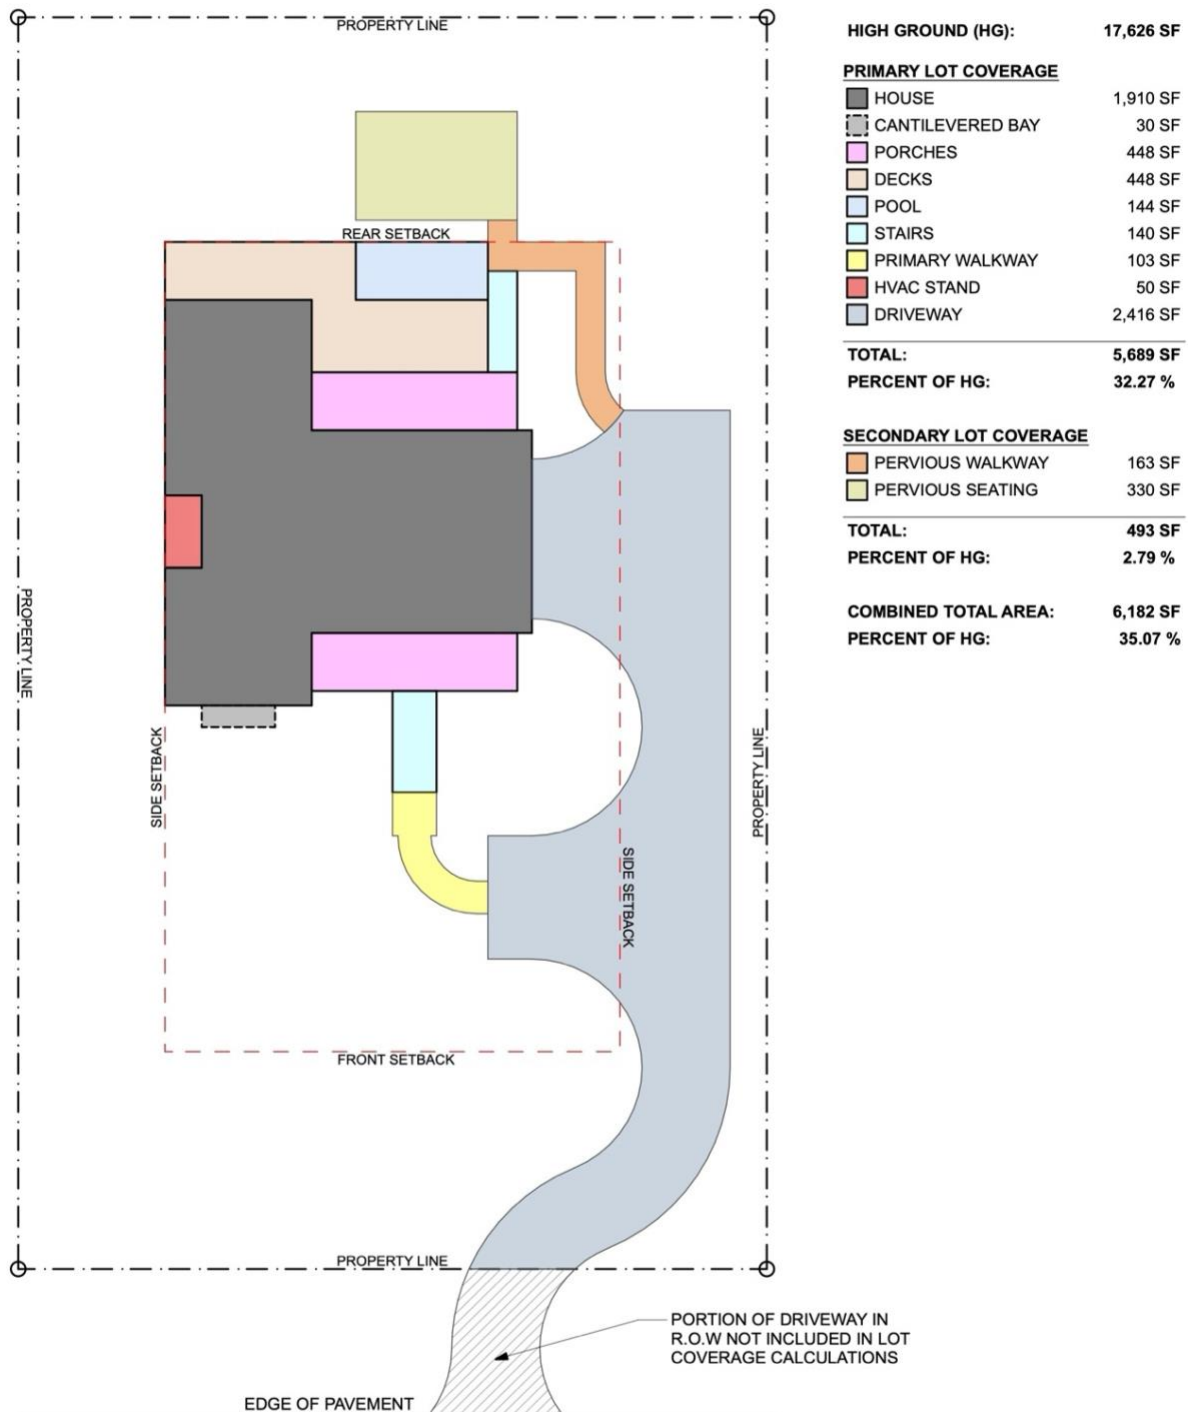 PROPERTY LINE
REAR SETBACK
PROPERTY LINE
SIDE SETBACK
PROPERTY LINE
SIDE SETBACK
FRONT SETBACK
PROPERTY LINE
PORTION OF DRIVEWAY IN
R.O.W NOT INCLUDED IN LOT
COVERAGE CALCULATIONS
EDGE OF PAVEMENT
HIGH GROUND (HG): 17,626 SF
PRIMARY LOT COVERAGE
HOUSE 1,910 SF
CANTILEVERED BAY 30 SF
PORCHES 448 SF
DECKS 448 SF
POOL 144 SF
STAIRS 140 SF
PRIMARY WALKWAY 103 SF
HVAC STAND 50 SF
DRIVEWAY 2,416 SF
TOTAL: 5,689 SF
PERCENT OF HG: 32.27 %
SECONDARY LOT COVERAGE
PERVIOUS WALKWAY 163 SF
PERVIOUS SEATING 330 SF
TOTAL: 493 SF
PERCENT OF HG: 2.79 %
COMBINED TOTAL AREA: 6,182 SF
PERCENT OF HG: 35.07 %